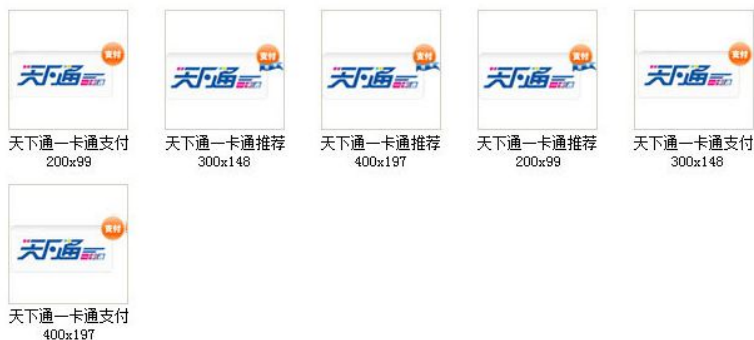 支付
天下通
天下通一卡通支付
200x99
支付
天下通
天下通一卡通推荐
300x148
支付
天下通
天下通一卡通推荐
400x197
支付
天下通
天下通一卡通推荐
200x99
支付
天下通
天下通一卡通支付
300x148
支付
天下通
天下通一卡通支付
400x197